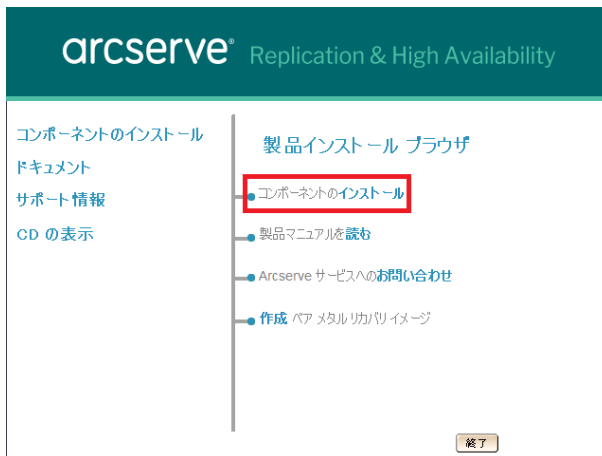 arcserve® Replication & High Availability
コンポーネントのインストール
ドキュメント
サポート情報
CD の表示
製品インストール ブラウザ
コンポーネントのインストール
製品マニュアルを読む
Arcserve サービスへのお問い合わせ
作成 ベア メタル リカバリ イメージ
終了